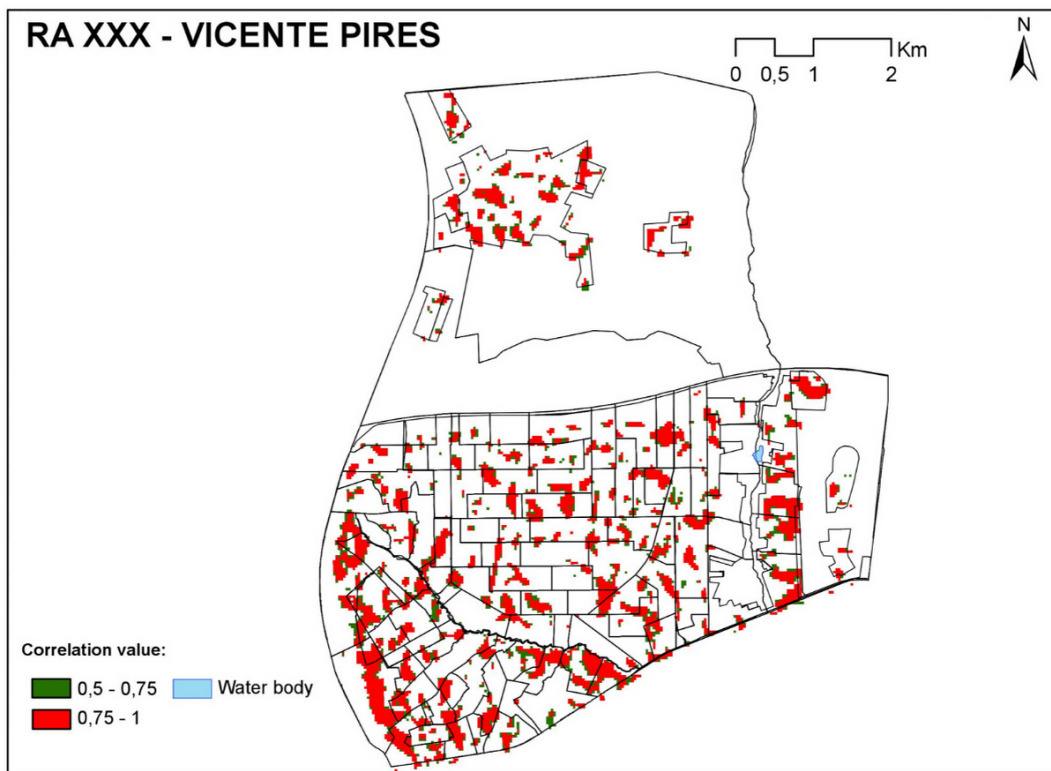 RA XXX - VICENTE PIRES
Km
0 0,5 1 2
N
Correlation value:
0,5 - 0,75 Water body
0,75 - 1